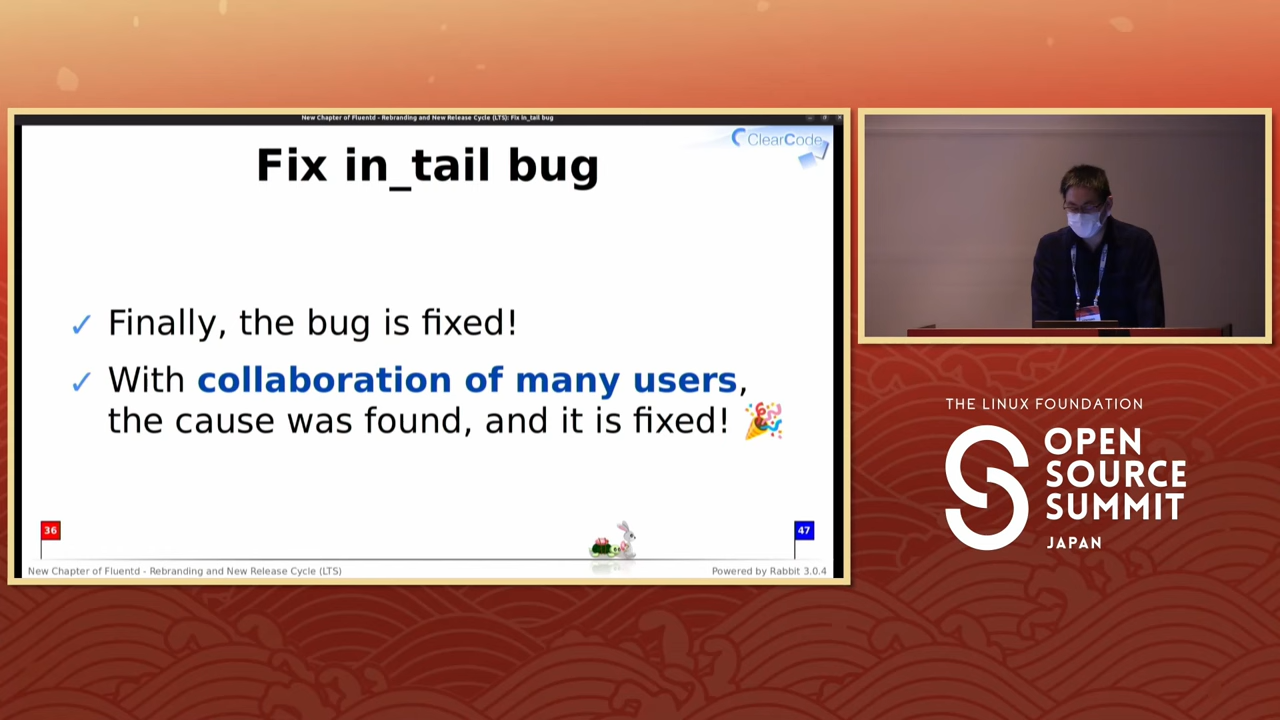 New Chapter of Fluentd - Rebranding and New Release Cycle (LTS): Fix in_tail bug
ClearCode
Fix in_tail bug
✓ Finally, the bug is fixed!
✓ With collaboration of many users,
the cause was found, and it is fixed! 🎉
36
47
New Chapter of Fluentd - Rebranding and New Release Cycle (LTS)
Powered by Rabbit 3.0.4
THE LINUX FOUNDATION
OPEN
SOURCE
SUMMIT
JAPAN